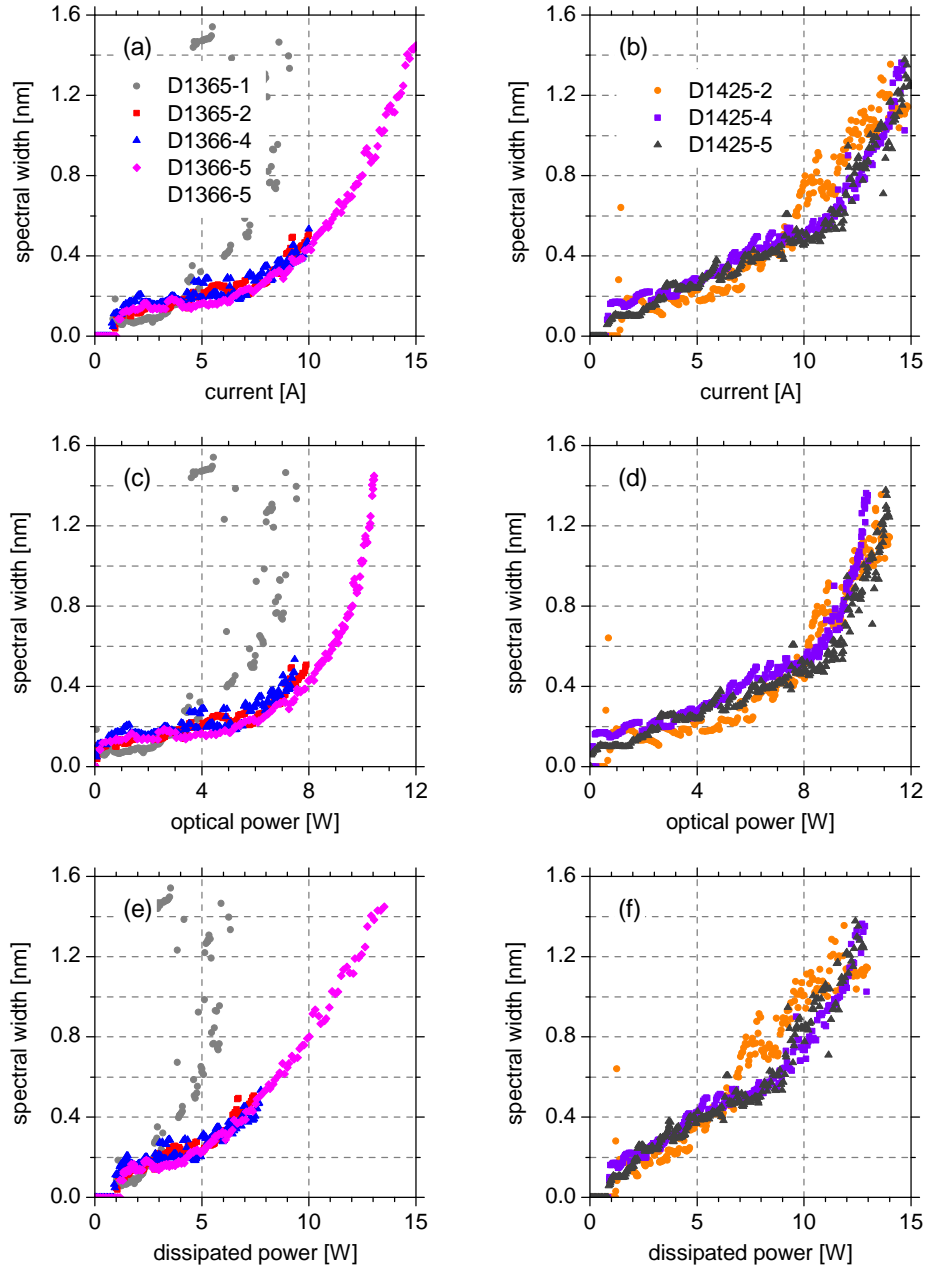 (a)
D1365-1
D1365-2
D1366-4
D1366-5
D1366-5
spectral width [nm]
1.6
1.2
0.8
0.4
0.0
0 5 10 15
current [A]
(b)
D1425-2
D1425-4
D1425-5
spectral width [nm]
1.6
1.2
0.8
0.4
0.0
0 5 10 15
current [A]
(c)
spectral width [nm]
1.6
1.2
0.8
0.4
0.0
0 4 8 12
optical power [W]
(d)
spectral width [nm]
1.6
1.2
0.8
0.4
0.0
0 4 8 12
optical power [W]
(e)
spectral width [nm]
1.6
1.2
0.8
0.4
0.0
0 5 10 15
dissipated power [W]
(f)
spectral width [nm]
1.6
1.2
0.8
0.4
0.0
0 5 10 15
dissipated power [W]